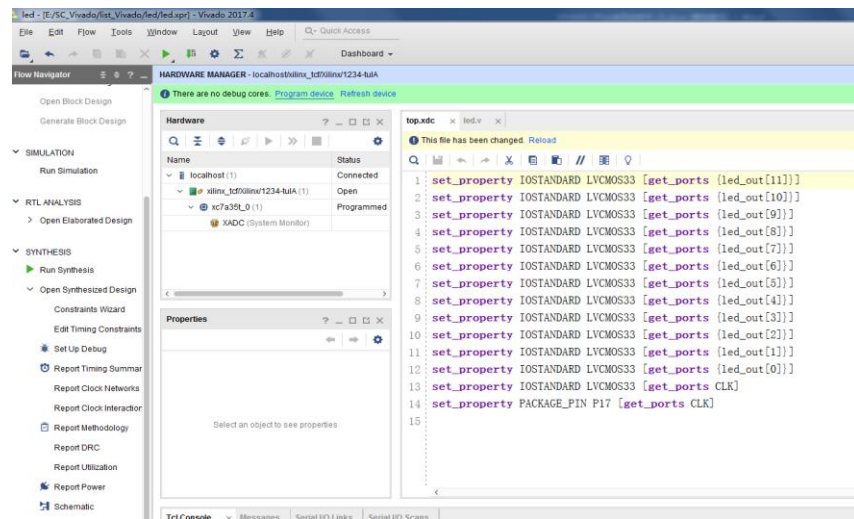 led - [E:/SC_Vivado/list_Vivado/led/led.xpr] - Vivado 2017.4
File Edit Flow Tools Window Layout View Help Quick Access
Dashboard
Flow Navigator
HARDWARE MANAGER - localhost/xilinx_tcf/Xilinx/1234-tulA
There are no debug cores. Program device Refresh device
Open Block Design
Generate Block Design
SIMULATION
Run Simulation
RTL ANALYSIS
Open Elaborated Design
SYNTHESIS
Run Synthesis
Open Synthesized Design
Constraints Wizard
Edit Timing Constraints
Set Up Debug
Report Timing Summar
Report Clock Networks
Report Clock Interaction
Report Methodology
Report DRC
Report Utilization
Report Power
Schematic
Hardware
Name Status
localhost (1) Connected
xilinx_tcf/Xilinx/1234-tulA (1) Open
xc7a35t_0 (1) Programmed
XADC (System Monitor)
Properties
Select an object to see properties
top.xdc led.v
This file has been changed. Reload
1 set_property IOSTANDARD LVCMOS33 [get_ports {led_out[11]}]
2 set_property IOSTANDARD LVCMOS33 [get_ports {led_out[10]}]
3 set_property IOSTANDARD LVCMOS33 [get_ports {led_out[9]}]
4 set_property IOSTANDARD LVCMOS33 [get_ports {led_out[8]}]
5 set_property IOSTANDARD LVCMOS33 [get_ports {led_out[7]}]
6 set_property IOSTANDARD LVCMOS33 [get_ports {led_out[6]}]
7 set_property IOSTANDARD LVCMOS33 [get_ports {led_out[5]}]
8 set_property IOSTANDARD LVCMOS33 [get_ports {led_out[4]}]
9 set_property IOSTANDARD LVCMOS33 [get_ports {led_out[3]}]
10 set_property IOSTANDARD LVCMOS33 [get_ports {led_out[2]}]
11 set_property IOSTANDARD LVCMOS33 [get_ports {led_out[1]}]
12 set_property IOSTANDARD LVCMOS33 [get_ports {led_out[0]}]
13 set_property IOSTANDARD LVCMOS33 [get_ports CLK]
14 set_property PACKAGE_PIN P17 [get_ports CLK]
15
Tcl Console Messages Serial I/O Links Serial I/O Scans